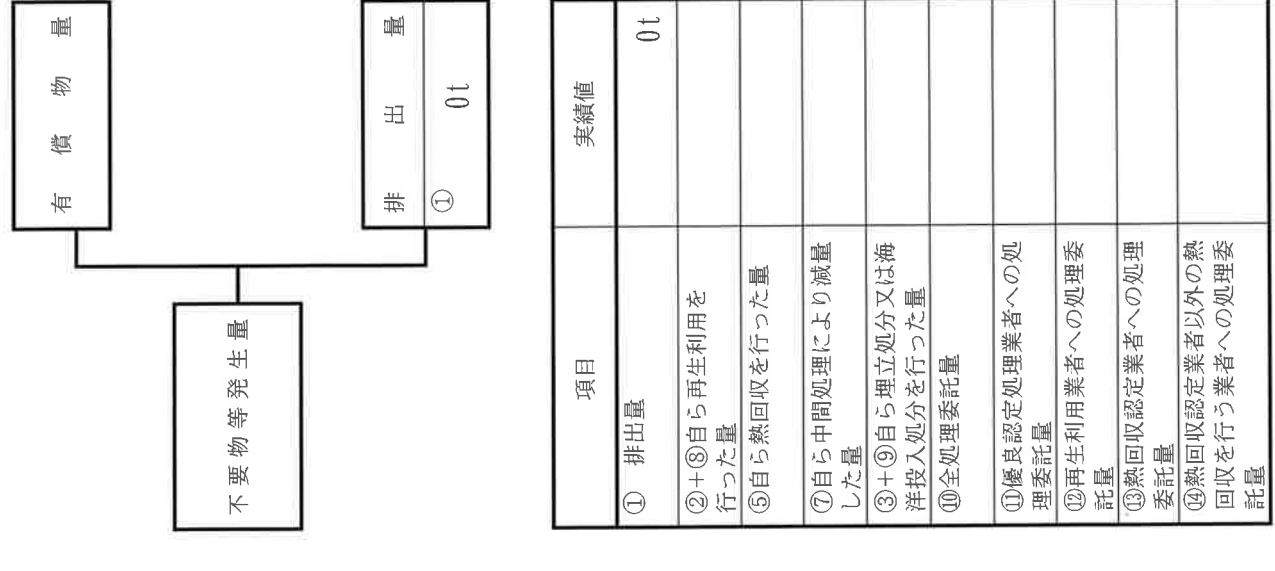 有償物量
排出量
①
0t
不要物等発生量
項目
実績値
① 排出量
0t
②+⑧自ら再生利用を
行った量
⑤自ら熱回収を行った量
⑦自ら中間処理により減量
した量
③+⑨自ら埋立処分又は海
洋投入処分を行った量
⑩全処理委託量
⑪優良認定処理業者への処
理委託量
⑫再生利用業者への処理委
託量
⑬熱回収認定業者への処理
委託量
⑭熱回収認定業者以外の熱
回収を行う業者への処理委
託量